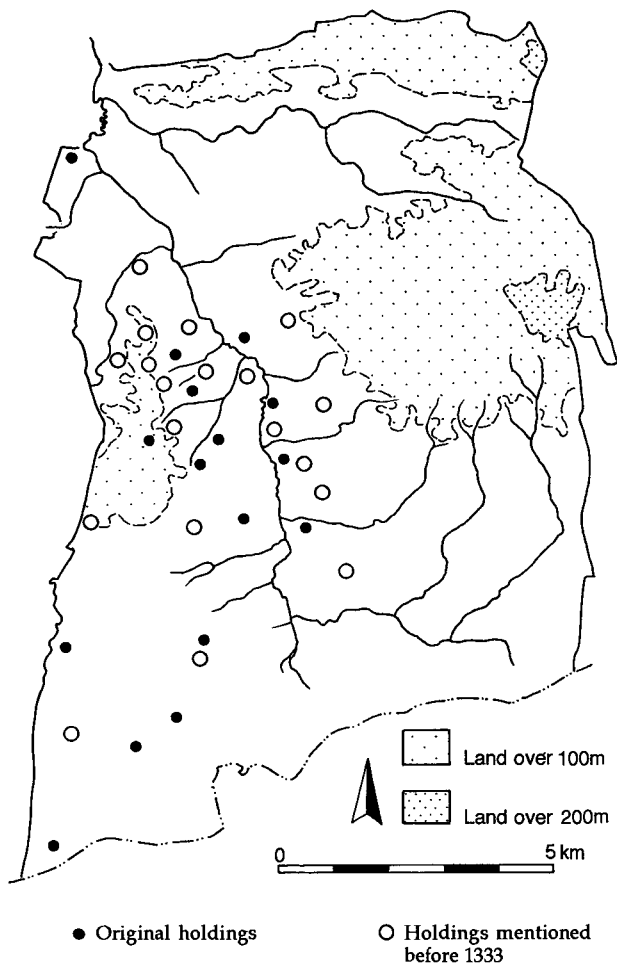 Land over 100m
Land over 200m
0 5 km
Original holdings
Holdings mentioned
before 1333